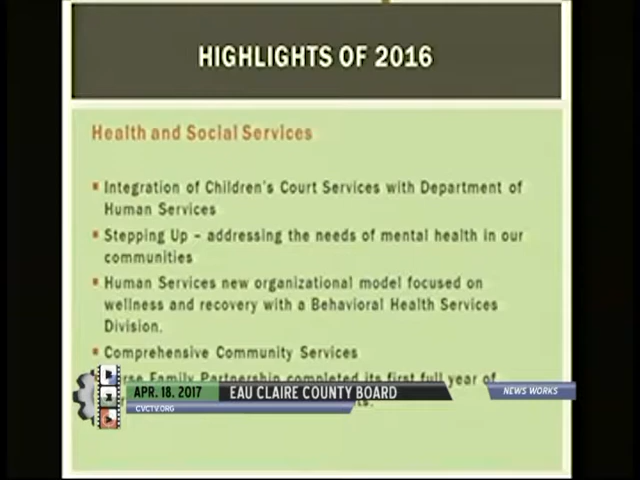 HIGHLIGHTS OF 2016
Health and Social Services
▪ Integration of Children's Court Services with Department of
Human Services
▪ Stepping Up – addressing the needs of mental health in our
communities
▪ Human Services new organizational model focused on
wellness and recovery with a Behavioral Health Services
Division.
▪ Comprehensive Community Services
Family Partnership completed its first full year of
APR. 18. 2017 EAU CLAIRE COUNTY BOARD NEWS WORKS
CVCTV.ORG